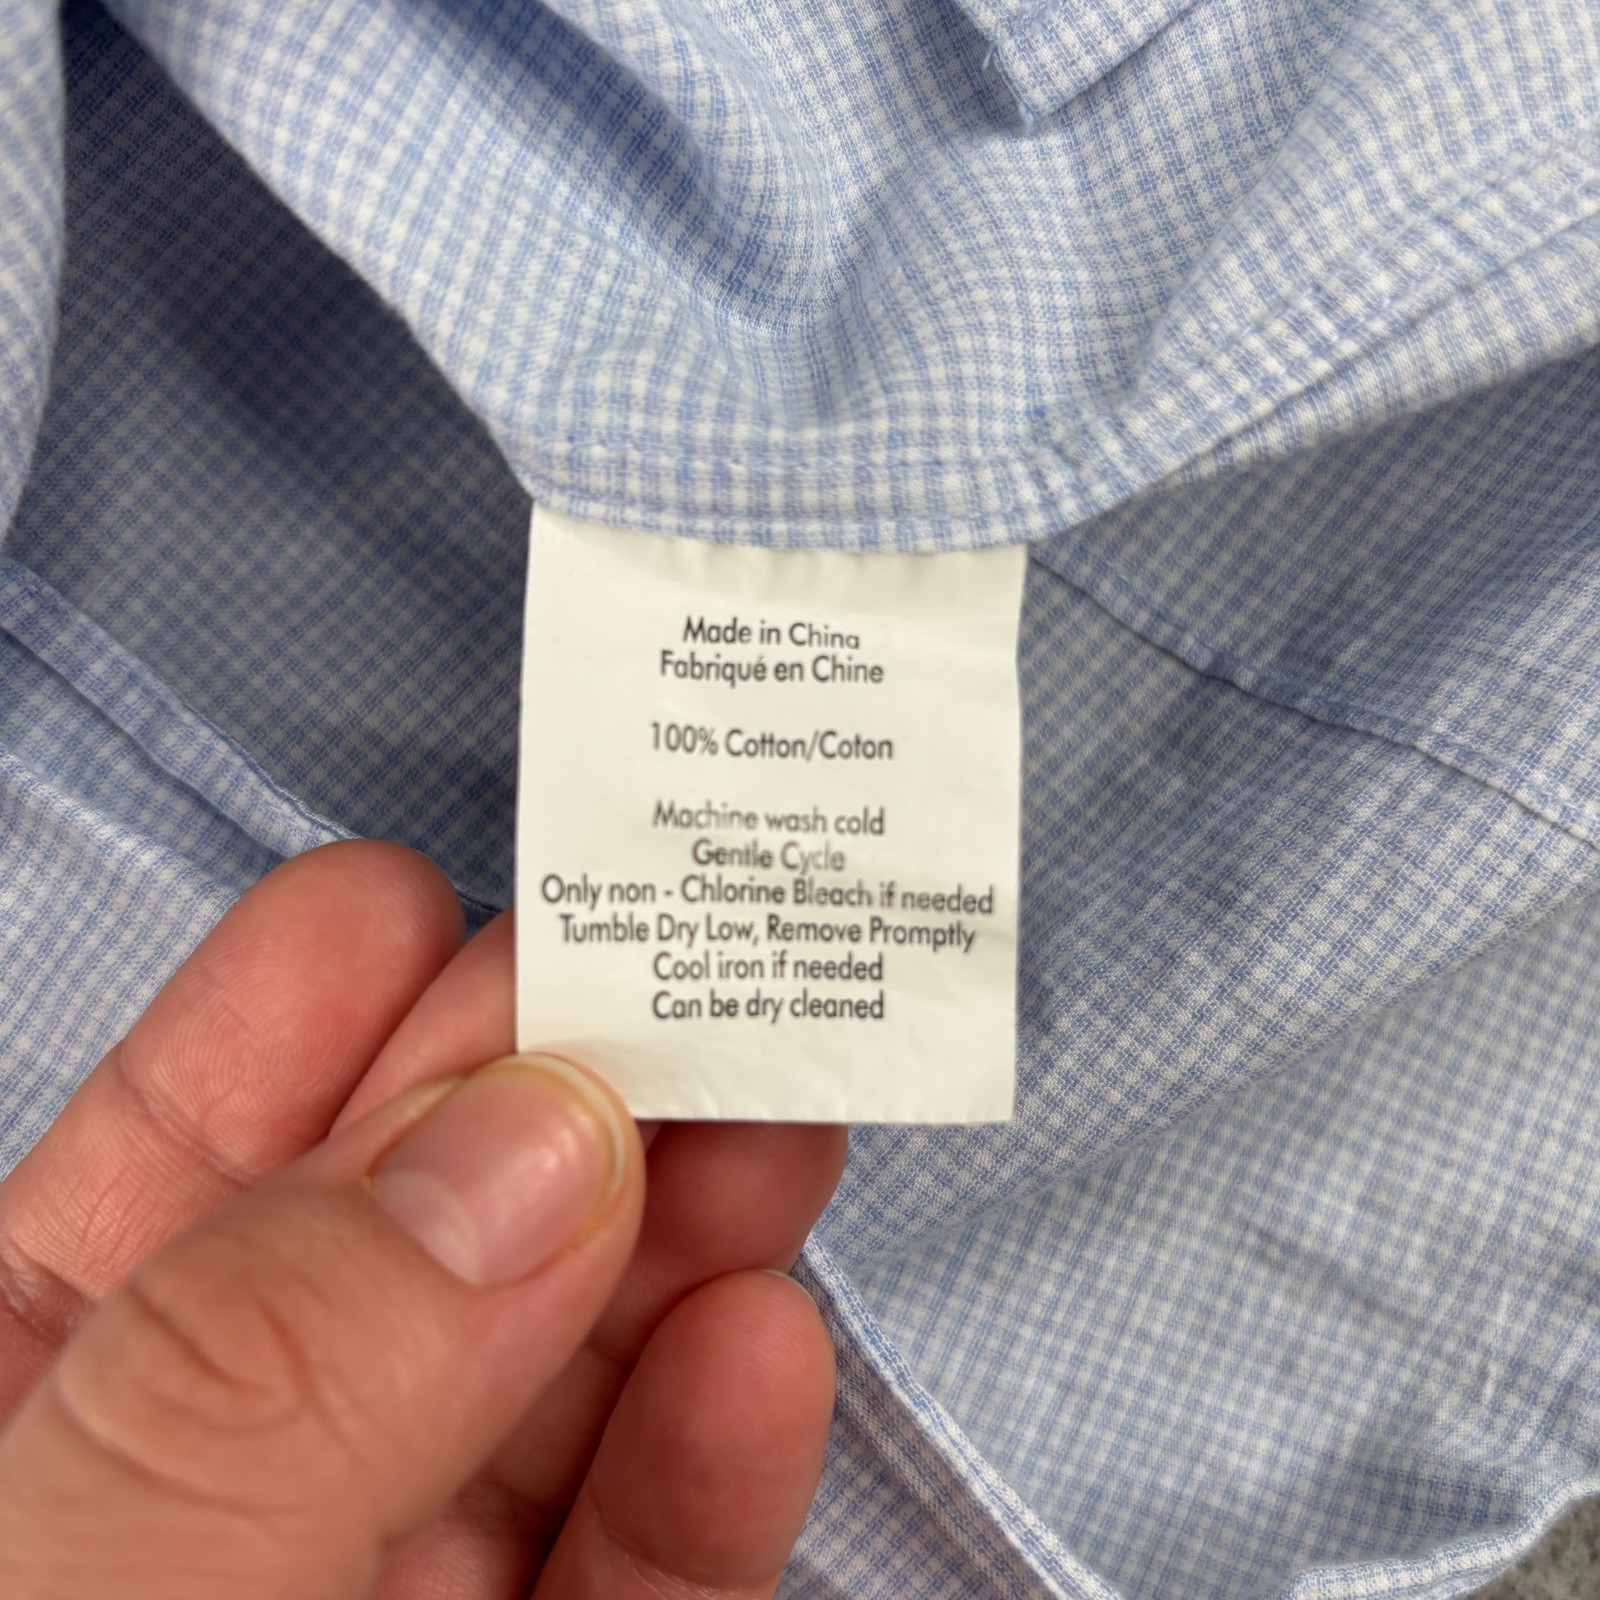 Made in China
Fabriqué en Chine
100% Cotton/Coton
Machine wash cold
Gentle Cycle
Only non - Chlorine Bleach if needed
Tumble Dry Low, Remove Promptly
Cool iron if needed
Can be dry cleaned